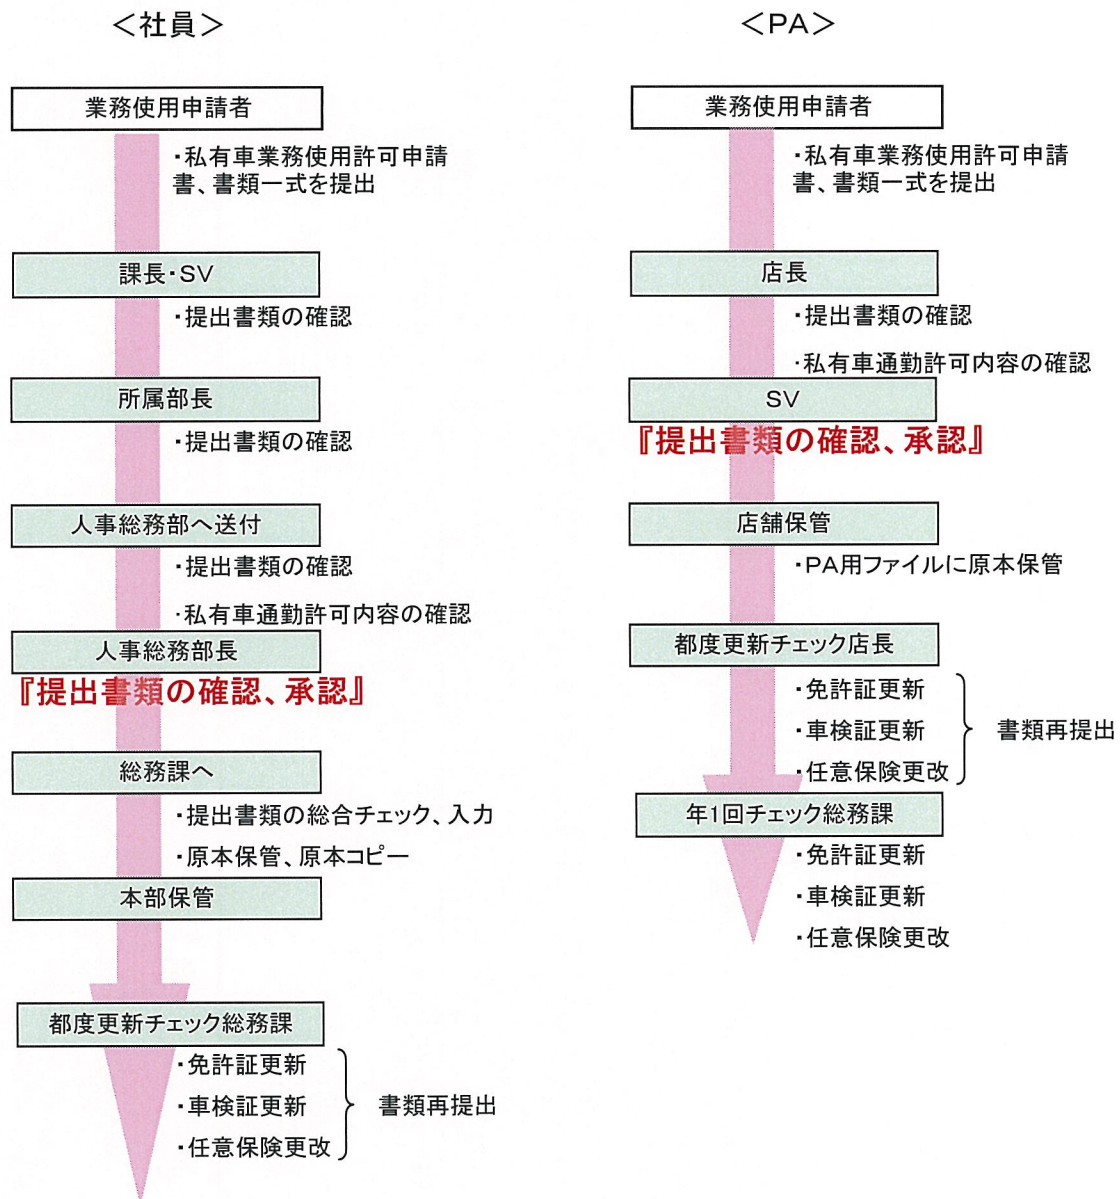 ＜社員＞
業務使用申請者
・私有車業務使用許可申請
書、書類一式を提出
課長・SV
・提出書類の確認
所属部長
・提出書類の確認
人事総務部へ送付
・提出書類の確認
・私有車通勤許可内容の確認
人事総務部長
『提出書類の確認、承認』
総務課へ
・提出書類の総合チェック、入力
・原本保管、原本コピー
本部保管
都度更新チェック総務課
・免許証更新
・車検証更新
・任意保険更改
書類再提出
＜PA＞
業務使用申請者
・私有車業務使用許可申請
書、書類一式を提出
店長
・提出書類の確認
・私有車通勤許可内容の確認
SV
『提出書類の確認、承認』
店舗保管
・PA用ファイルに原本保管
都度更新チェック店長
・免許証更新
・車検証更新
・任意保険更改
書類再提出
年1回チェック総務課
・免許証更新
・車検証更新
・任意保険更改